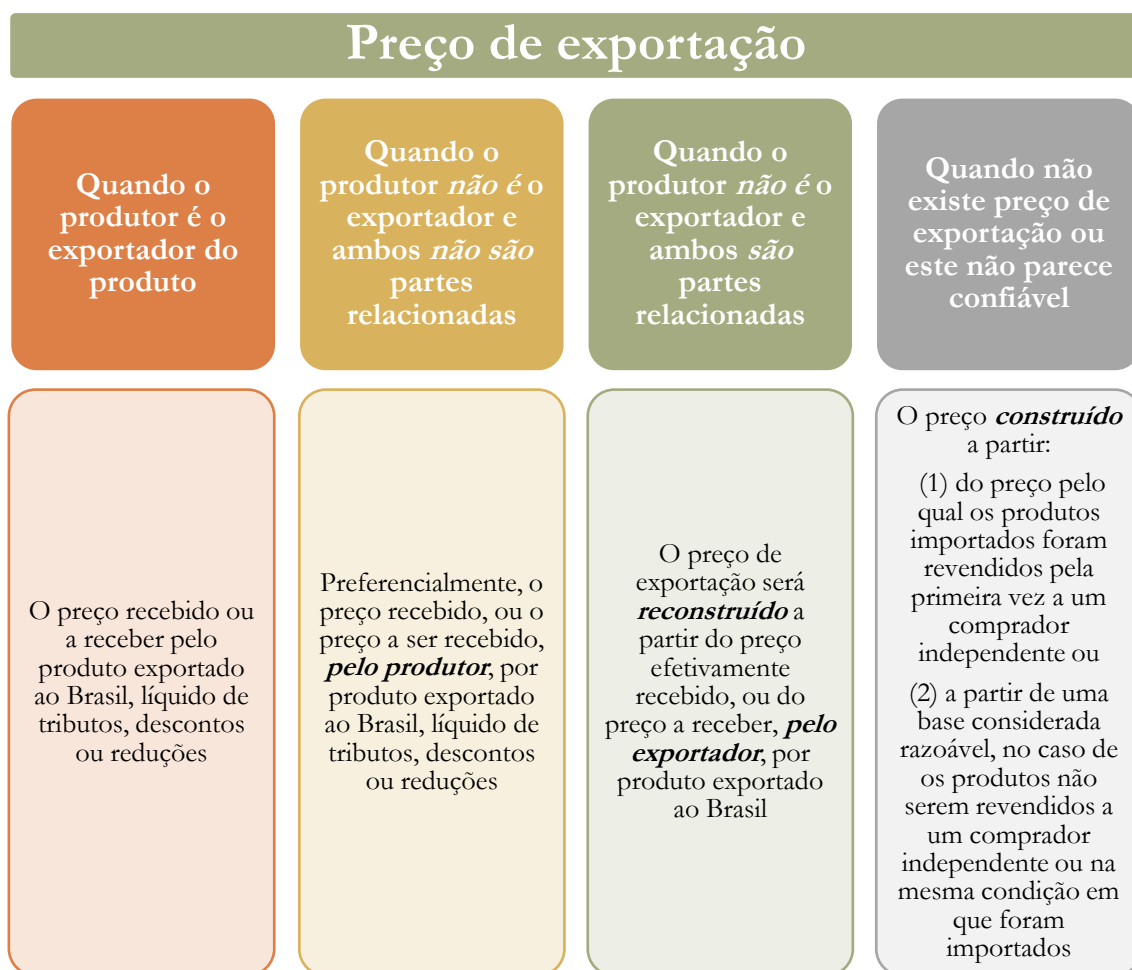 Preço de exportação
Quando o
produtor é o
exportador do
produto
O preço recebido ou
a receber pelo
produto exportado
ao Brasil, líquido de
tributos, descontos
ou reduções
Quando o
produtor não é o
exportador e
ambos não são
partes
relacionadas
Preferencialmente, o
preço recebido, ou o
preço a ser recebido,
pelo produtor, por
produto exportado
ao Brasil, líquido de
tributos, descontos
ou reduções
Quando o
produtor não é o
exportador e
ambos são
partes
relacionadas
O preço de
exportação será
reconstruído a
partir do preço
efetivamente
recebido, ou do
preço a receber, pelo
exportador, por
produto exportado
ao Brasil
Quando não
existe preço de
exportação ou
este não parece
confiável
O preço construído
a partir:
(1) do preço pelo
qual os produtos
importados foram
revendidos pela
primeira vez a um
comprador
independente ou
(2) a partir de uma
base considerada
razoável, no caso de
os produtos não
serem revendidos a
um comprador
independente ou na
mesma condição em
que foram
importados